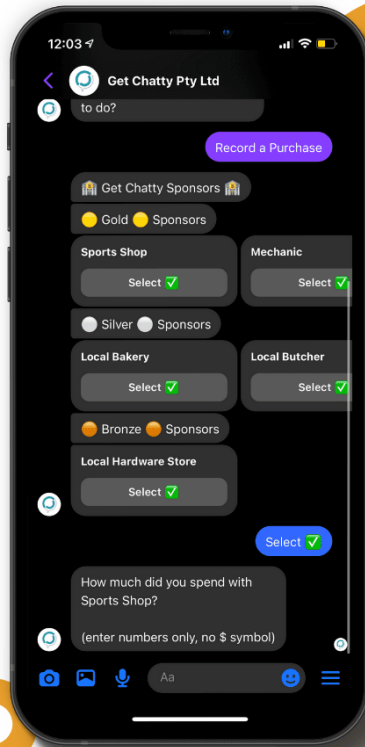 12:03
Get Chatty Pty Ltd
to do?
Record a Purchase
🏫 Get Chatty Sponsors 🏫
🟡 Gold 🟡 Sponsors
Sports Shop
Mechanic
Select ✅
Select ✅
⚪ Silver ⚪ Sponsors
Local Bakery
Local Butcher
Select ✅
Select ✅
🟠 Bronze 🟠 Sponsors
Local Hardware Store
Select ✅
Select ✅
How much did you spend with
Sports Shop?
(enter numbers only, no $ symbol)
Aa